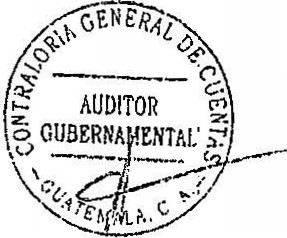 CONTRALORIA GENERAL DE CUENTAS
AUDITOR
GUBERNAMENTAL
GUATEMALA, C. A.